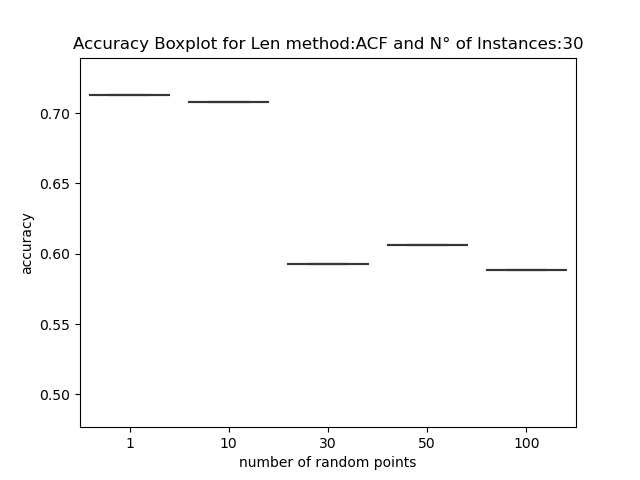 Accuracy Boxplot for Len method:ACF and N° of Instances:30
0.70
0.65
0.60
0.55
0.50
accuracy
1 10 30 50 100
number of random points